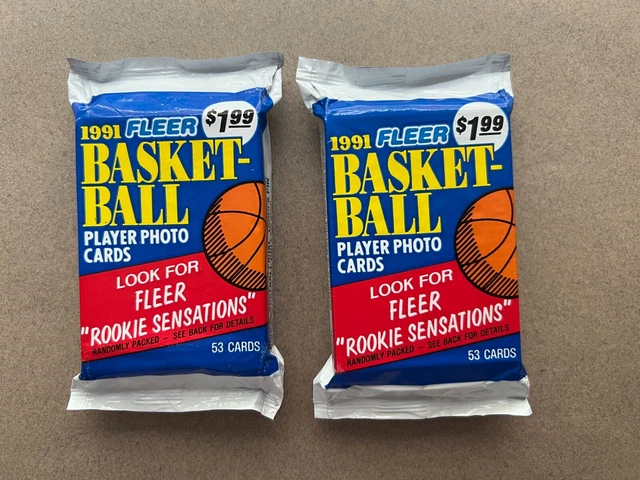 1991 FLEER $1.99
BASKET-
BALL
PLAYER PHOTO
CARDS
LOOK FOR
FLEER
"ROOKIE SENSATIONS"
RANDOMLY PACKED — SEE BACK FOR DETAILS
53 CARDS
1991 FLEER $1.99
BASKET-
BALL
PLAYER PHOTO
CARDS
LOOK FOR
FLEER
"ROOKIE SENSATIONS"
RANDOMLY PACKED — SEE BACK FOR DETAILS
53 CARDS